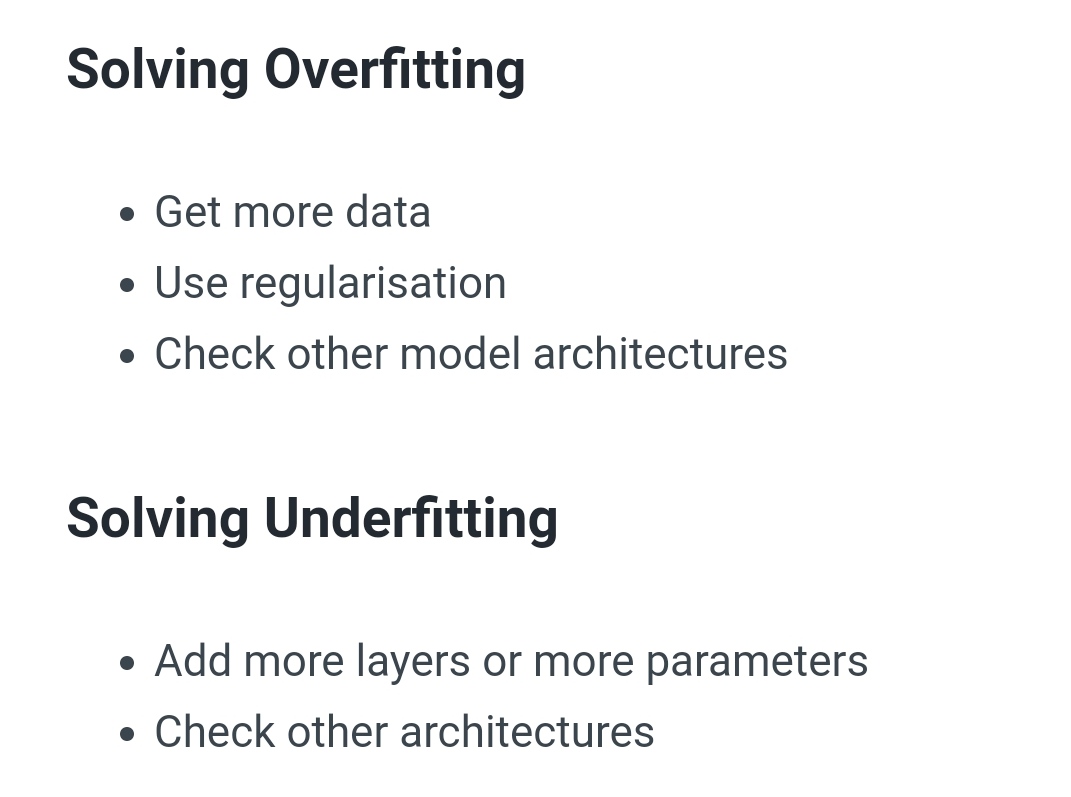 Solving Overfitting
Get more data
Use regularisation
Check other model architectures
Solving Underfitting
Add more layers or more parameters
Check other architectures